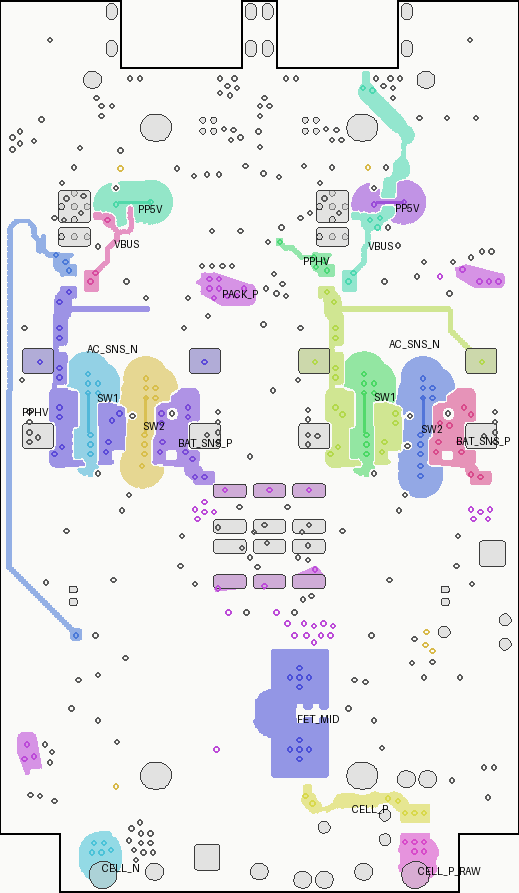 PP5V
PP5V
VBUS
VBUS
PPHV
PACK_P
AC_SNS_N
AC_SNS_N
SW1
SW1
PPHV
SW2
SW2
BAT_SNS_P
BAT_SNS_P
FET_MID
CELL_P
CELL_N
CELL_P_RAW